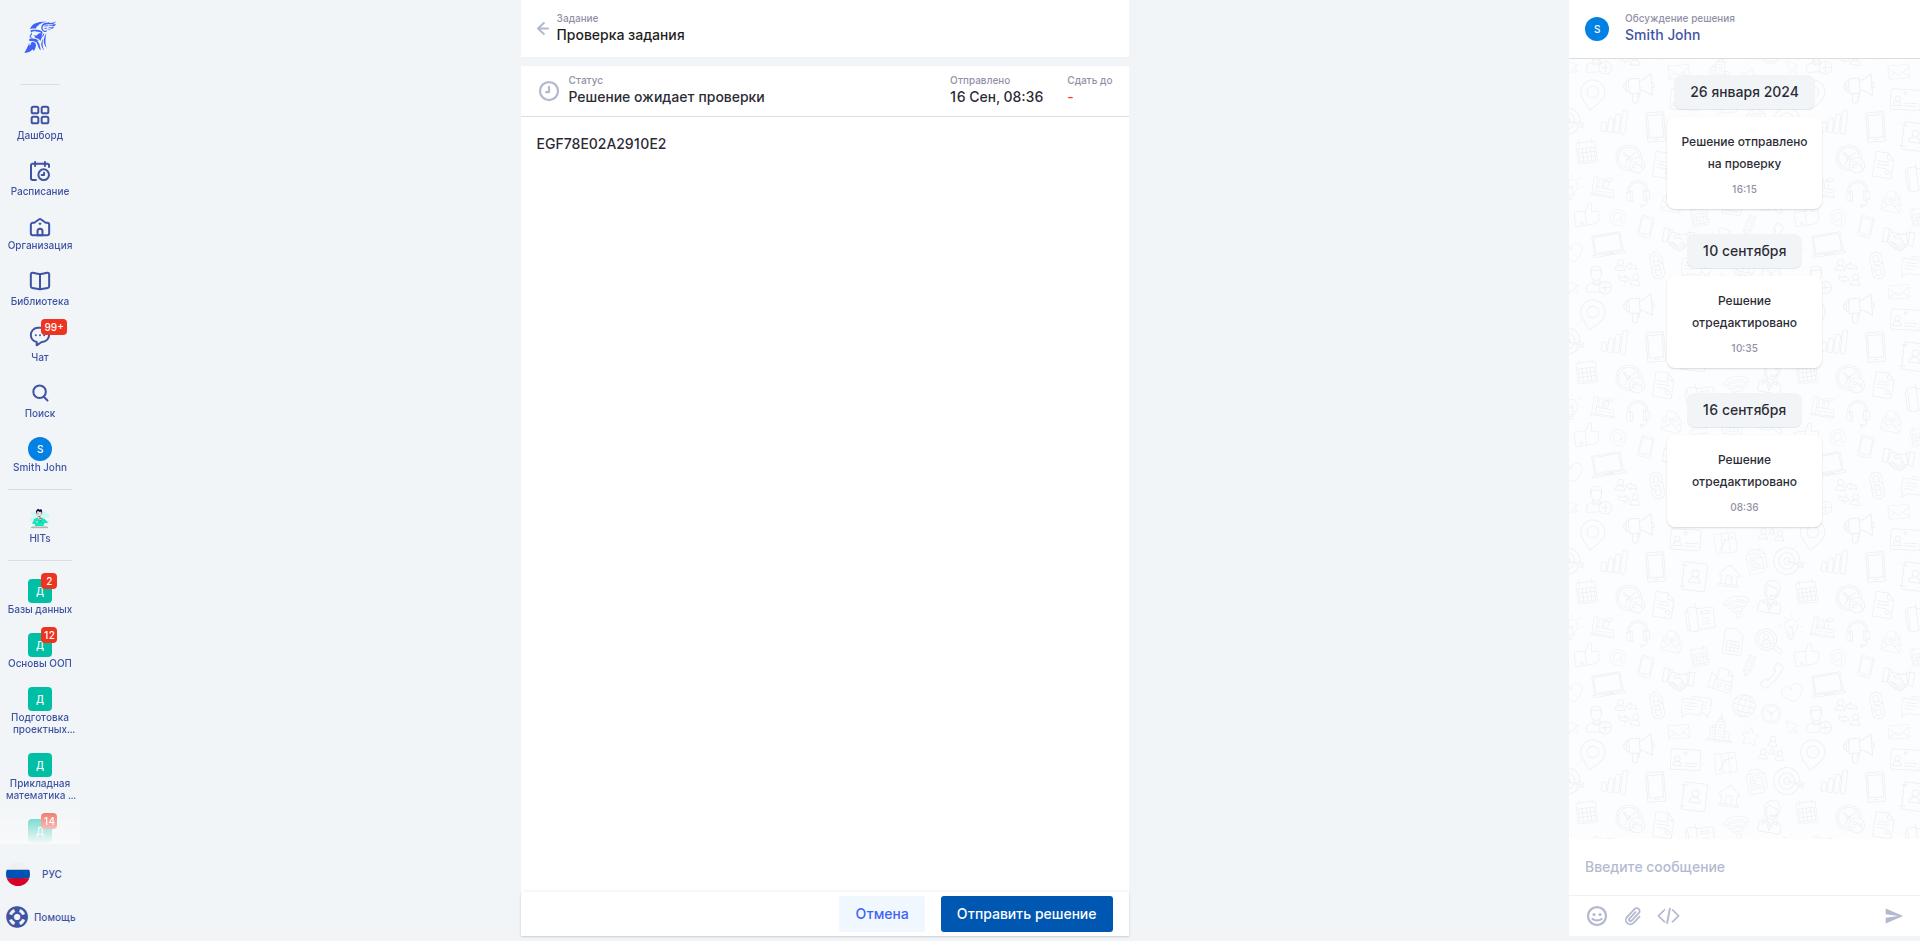 Дашборд
Расписание
Организация
Библиотека
99+
Чат
Поиск
S
Smith John
HITs
2
Д
Базы данных
12
Д
Основы ООП
Д
Подготовка
проектных...
Д
Прикладная
математика ...
14
Д
РУС
Помощь
Задание
Проверка задания
Статус
Решение ожидает проверки
Отправлено
16 Сен, 08:36
Сдать до
-
EGF78E02A2910E2
Отмена
Отправить решение
S
Обсуждение решения
Smith John
26 января 2024
Решение отправлено
на проверку
16:15
10 сентября
Решение
отредактировано
10:35
16 сентября
Решение
отредактировано
08:36
Введите сообщение